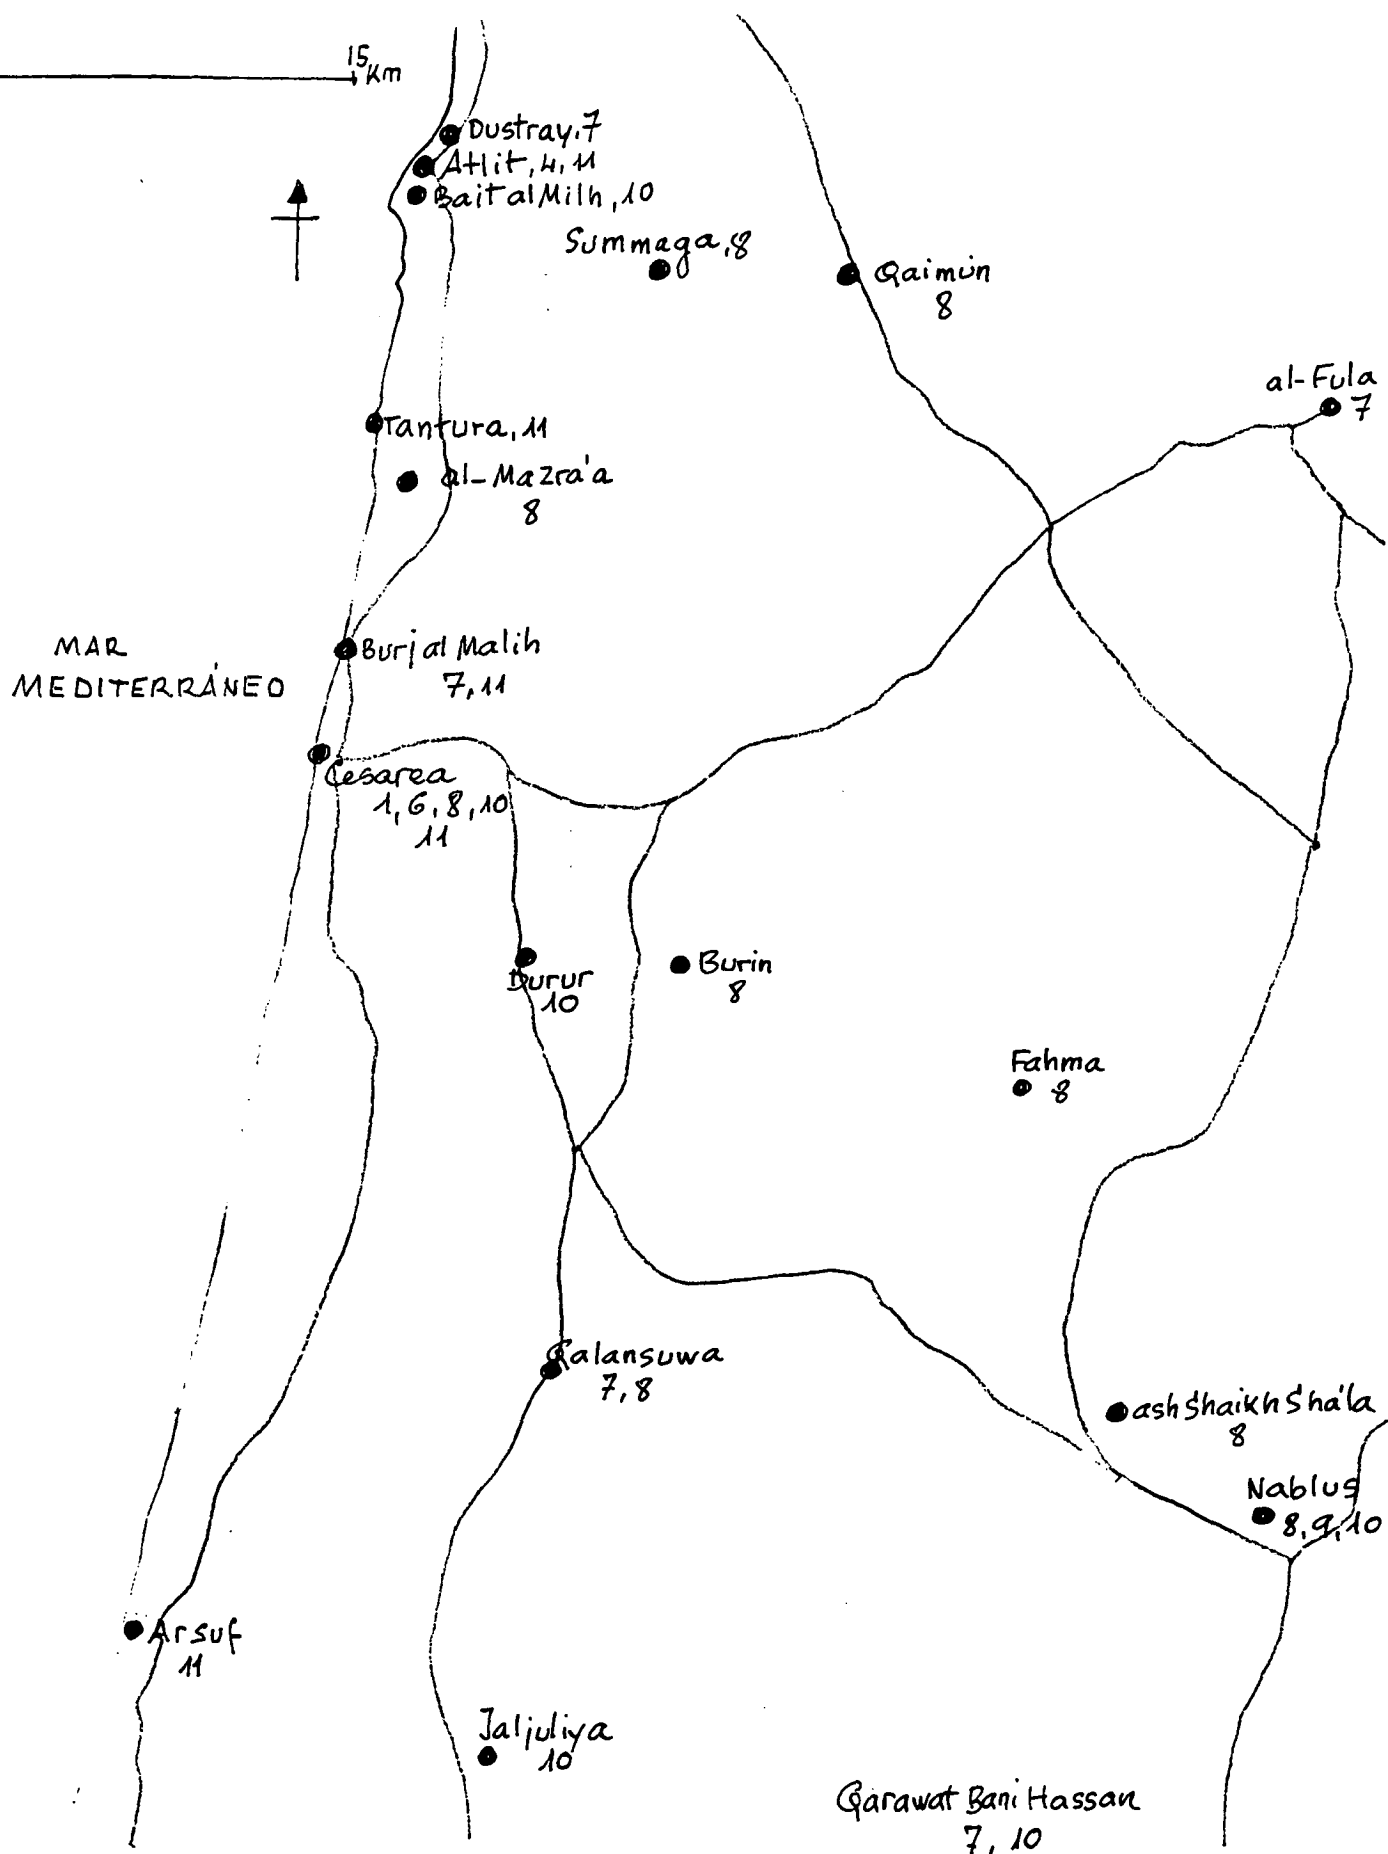 15 Km
Dustray, 7
Atlit, 4, 11
Bait al Milh, 10
Summaga, 8
Qaimun
8
al-Fula
7
Tantura, 11
al-Mazra'a
8
MAR
MEDITERRÁNEO
Burj al Malih
7, 11
Cesarea
1, 6, 8, 10
11
Durur
10
Burin
8
Fahma
8
Qalansuwa
7, 8
ash Shaikh Sha'la
8
Nablus
8, 9, 10
Arsuf
11
Jaljuliya
10
Qarawat Bani Hassan
7, 10